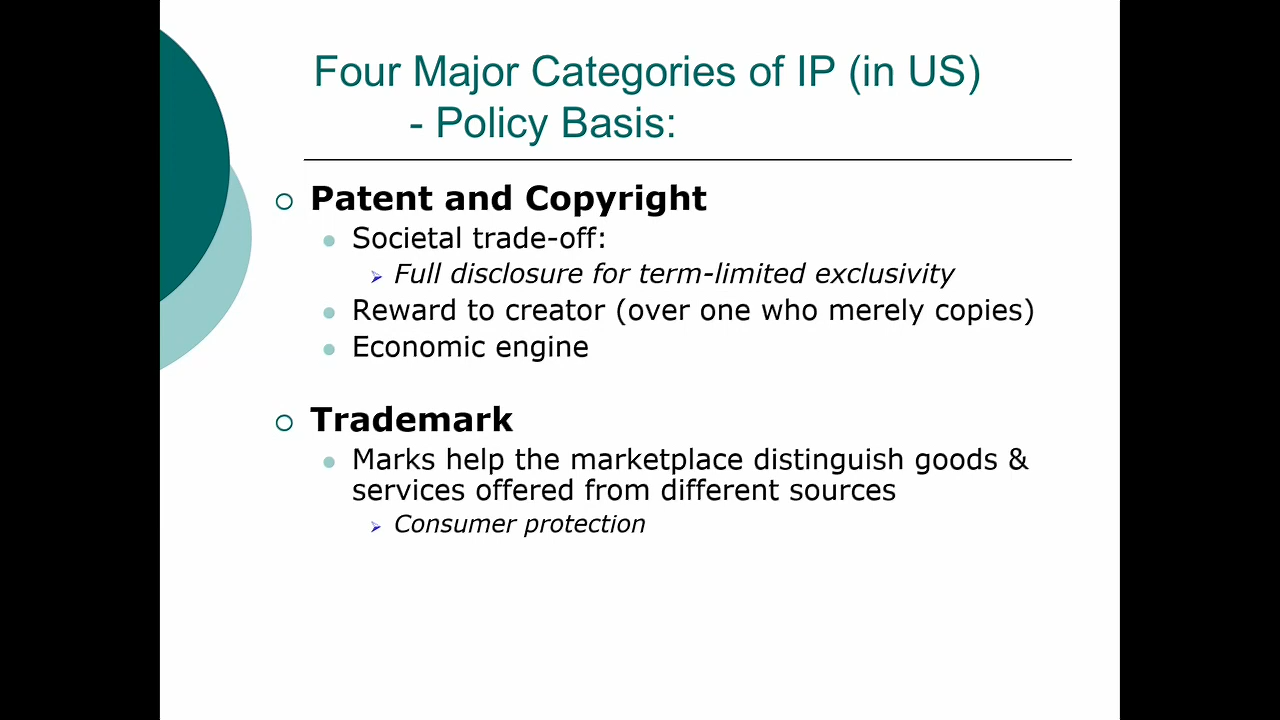 Four Major Categories of IP (in US)
- Policy Basis:
Patent and Copyright
Societal trade-off:
Full disclosure for term-limited exclusivity
Reward to creator (over one who merely copies)
Economic engine
Trademark
Marks help the marketplace distinguish goods &
services offered from different sources
Consumer protection